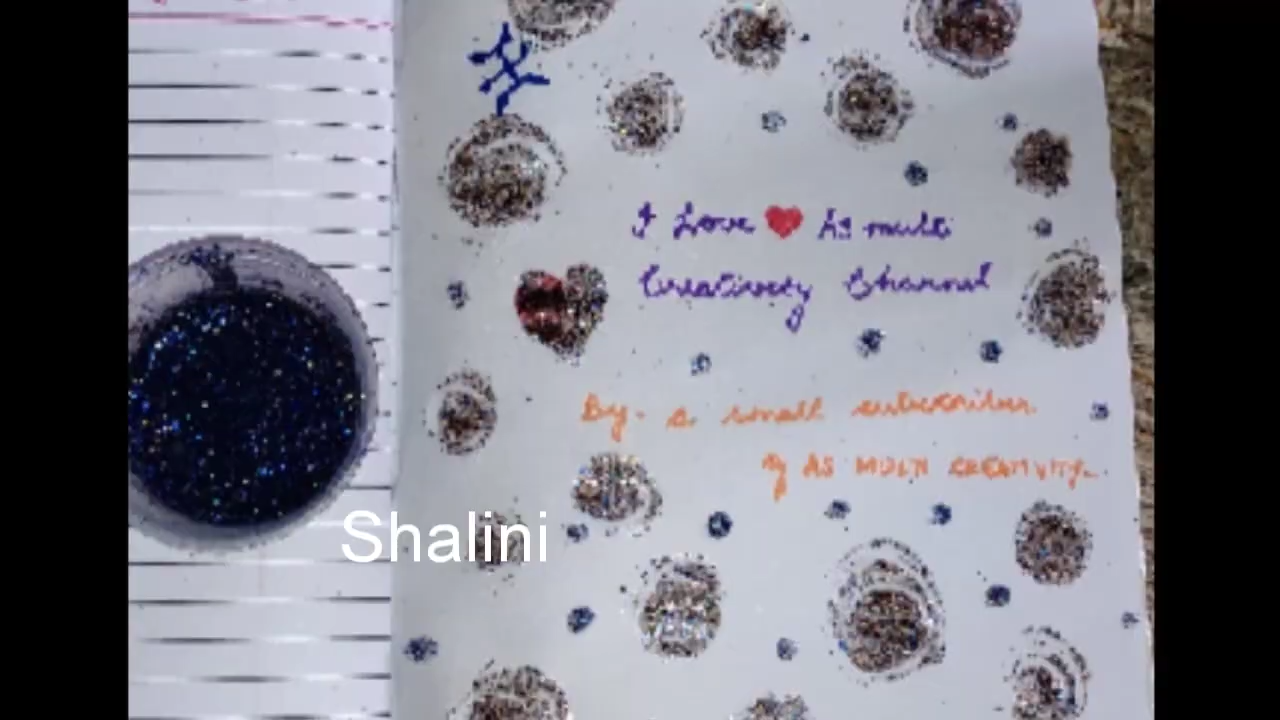 I Love ❤ As multi
Creativity Channel
By- a small subscriber
of AS MULTI CREATIVITY.
Shalini